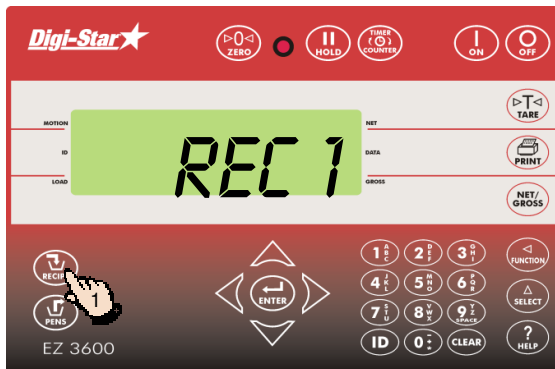 Digi-Star
ZERO
HOLD
TIMER
COUNTER
ON
OFF
T
TARE
MOTION
NET
REC 1
ID
DATA
PRINT
LOAD
GROSS
NET/
GROSS
RECIP
1 A B C
2 D E F
3 G H I
FUNCTION
1
ENTER
4 J K L
5 M N O
6 P Q R
SELECT
PENS
7 S T U
8 V W X
9 Y Z SPACE
EZ 3600
ID
0 - + *
CLEAR
?
HELP